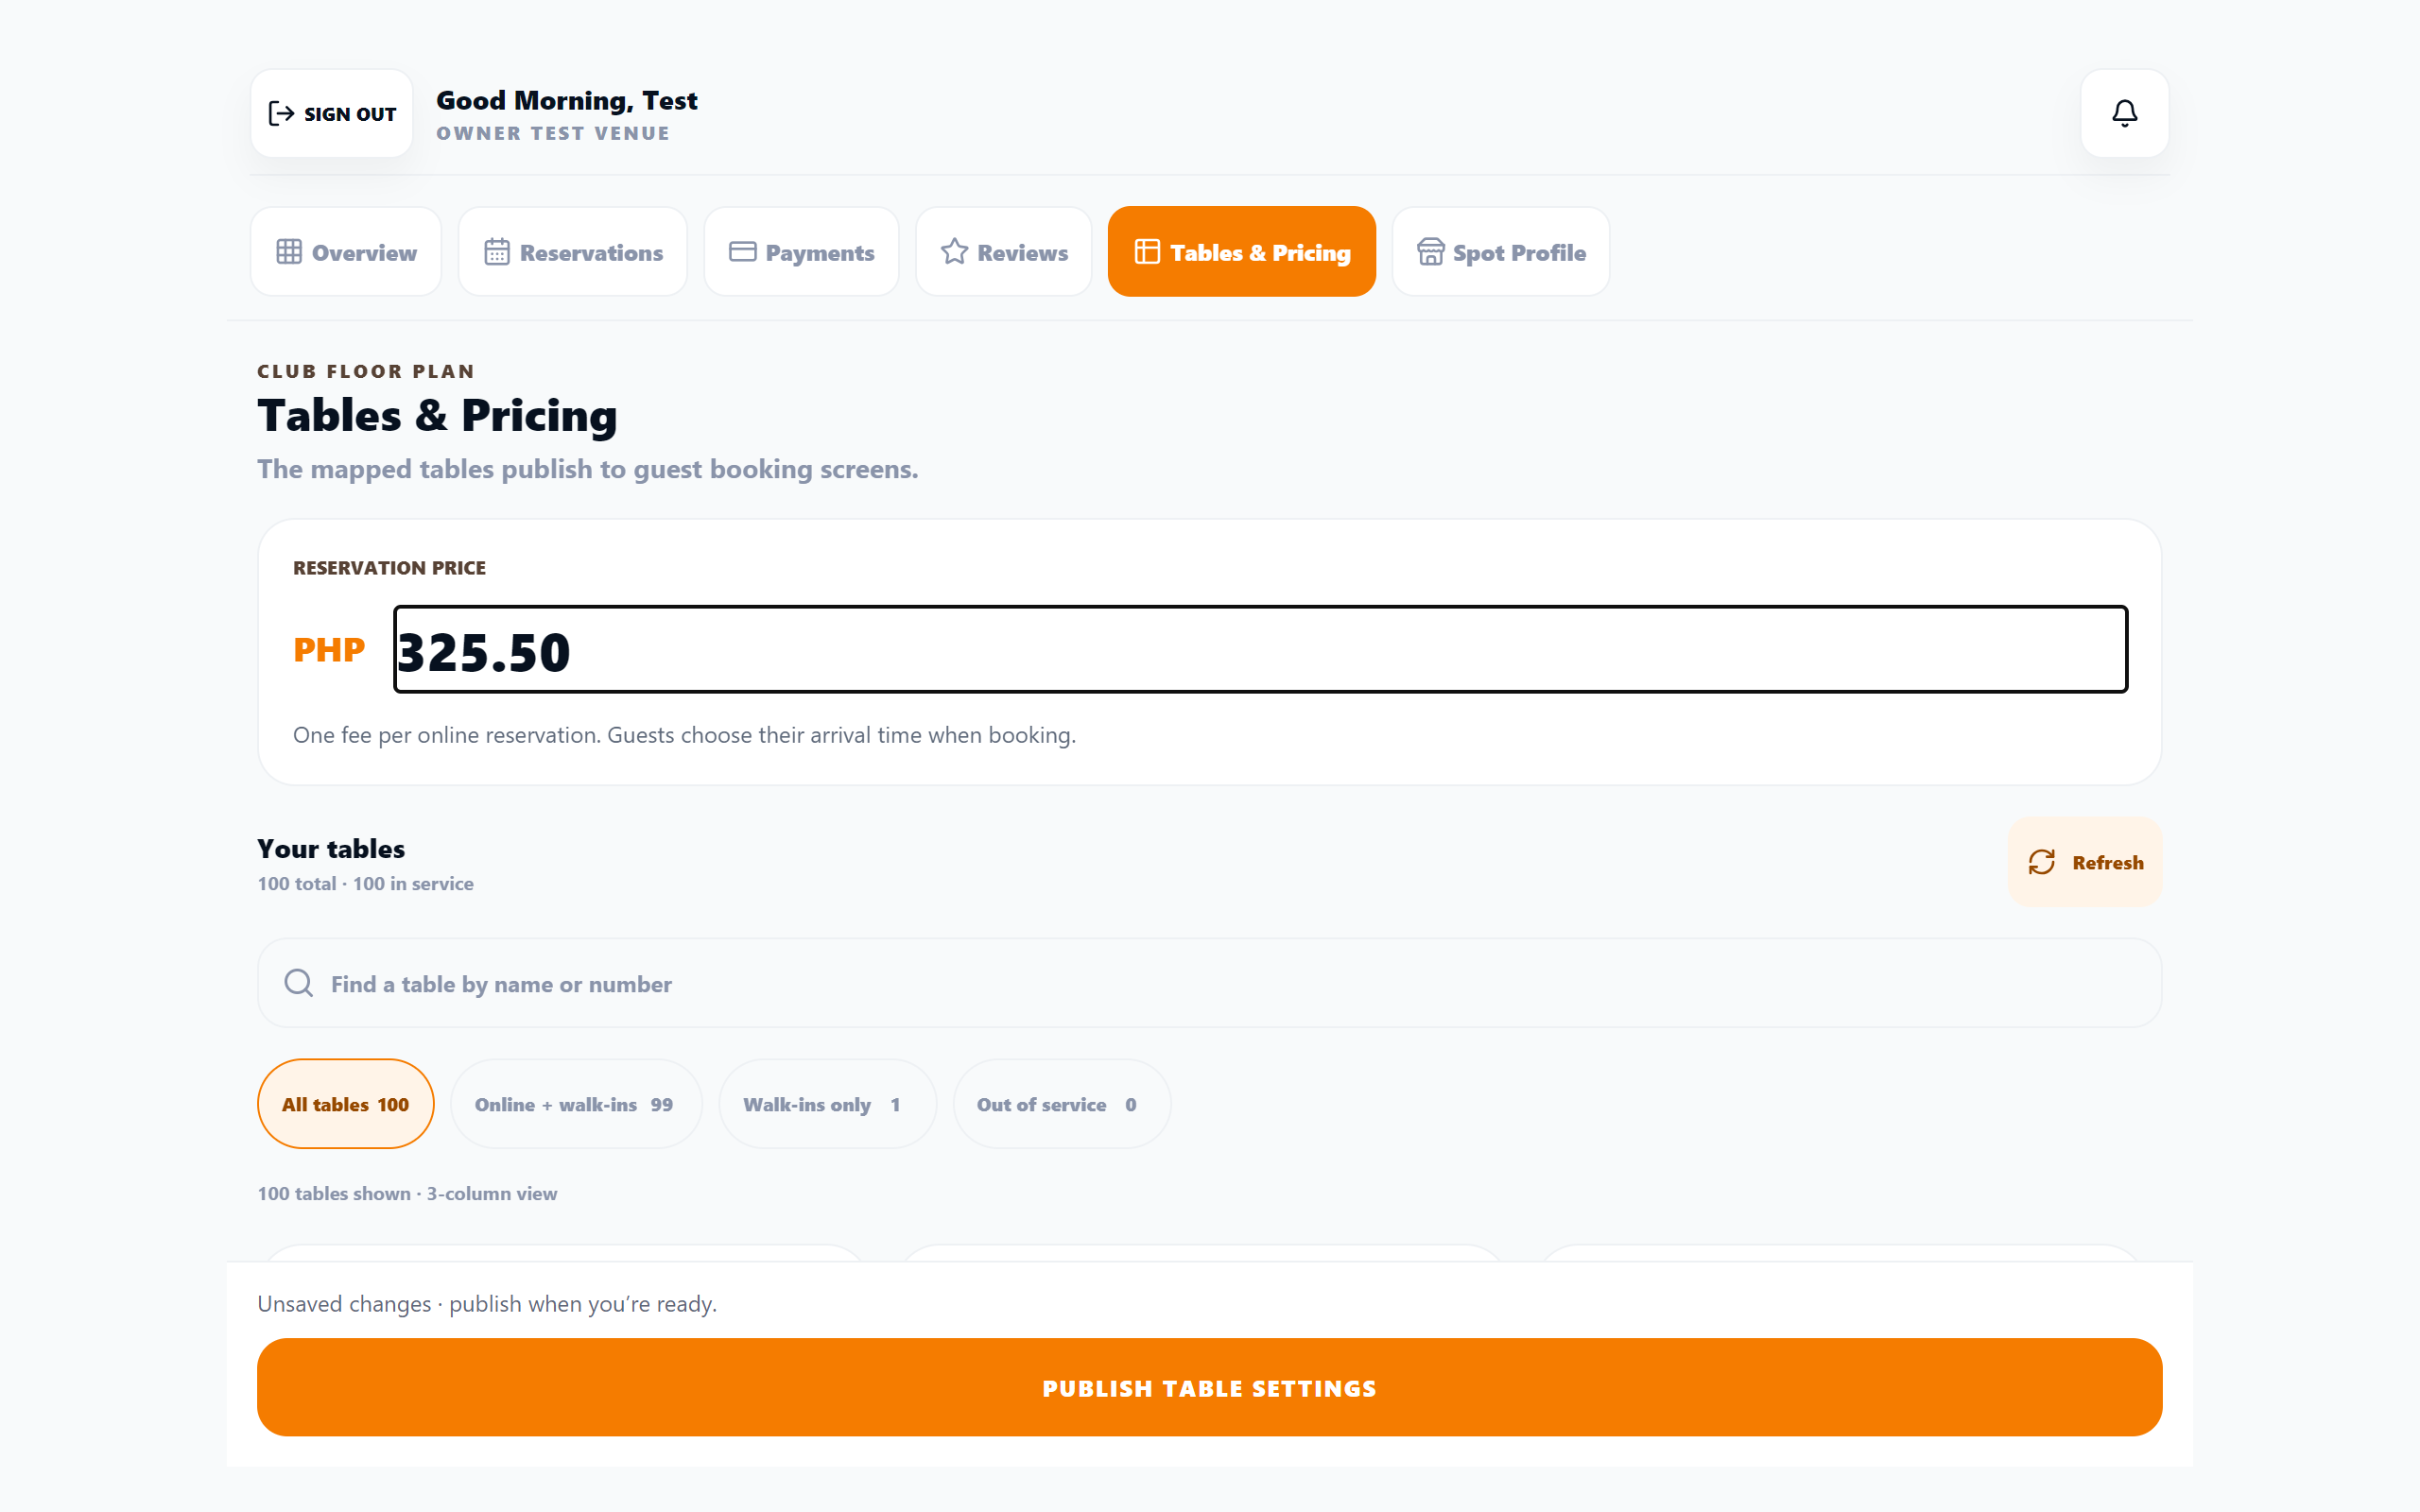 SIGN OUT
Good Morning, Test
OWNER TEST VENUE
Overview
Reservations
Payments
Reviews
Tables & Pricing
Spot Profile
CLUB FLOOR PLAN
Tables & Pricing
The mapped tables publish to guest booking screens.
RESERVATION PRICE
PHP 325.50
One fee per online reservation. Guests choose their arrival time when booking.
Your tables
100 total · 100 in service
Refresh
Find a table by name or number
All tables 100
Online + walk-ins 99
Walk-ins only 1
Out of service 0
100 tables shown · 3-column view
Unsaved changes · publish when you’re ready.
PUBLISH TABLE SETTINGS